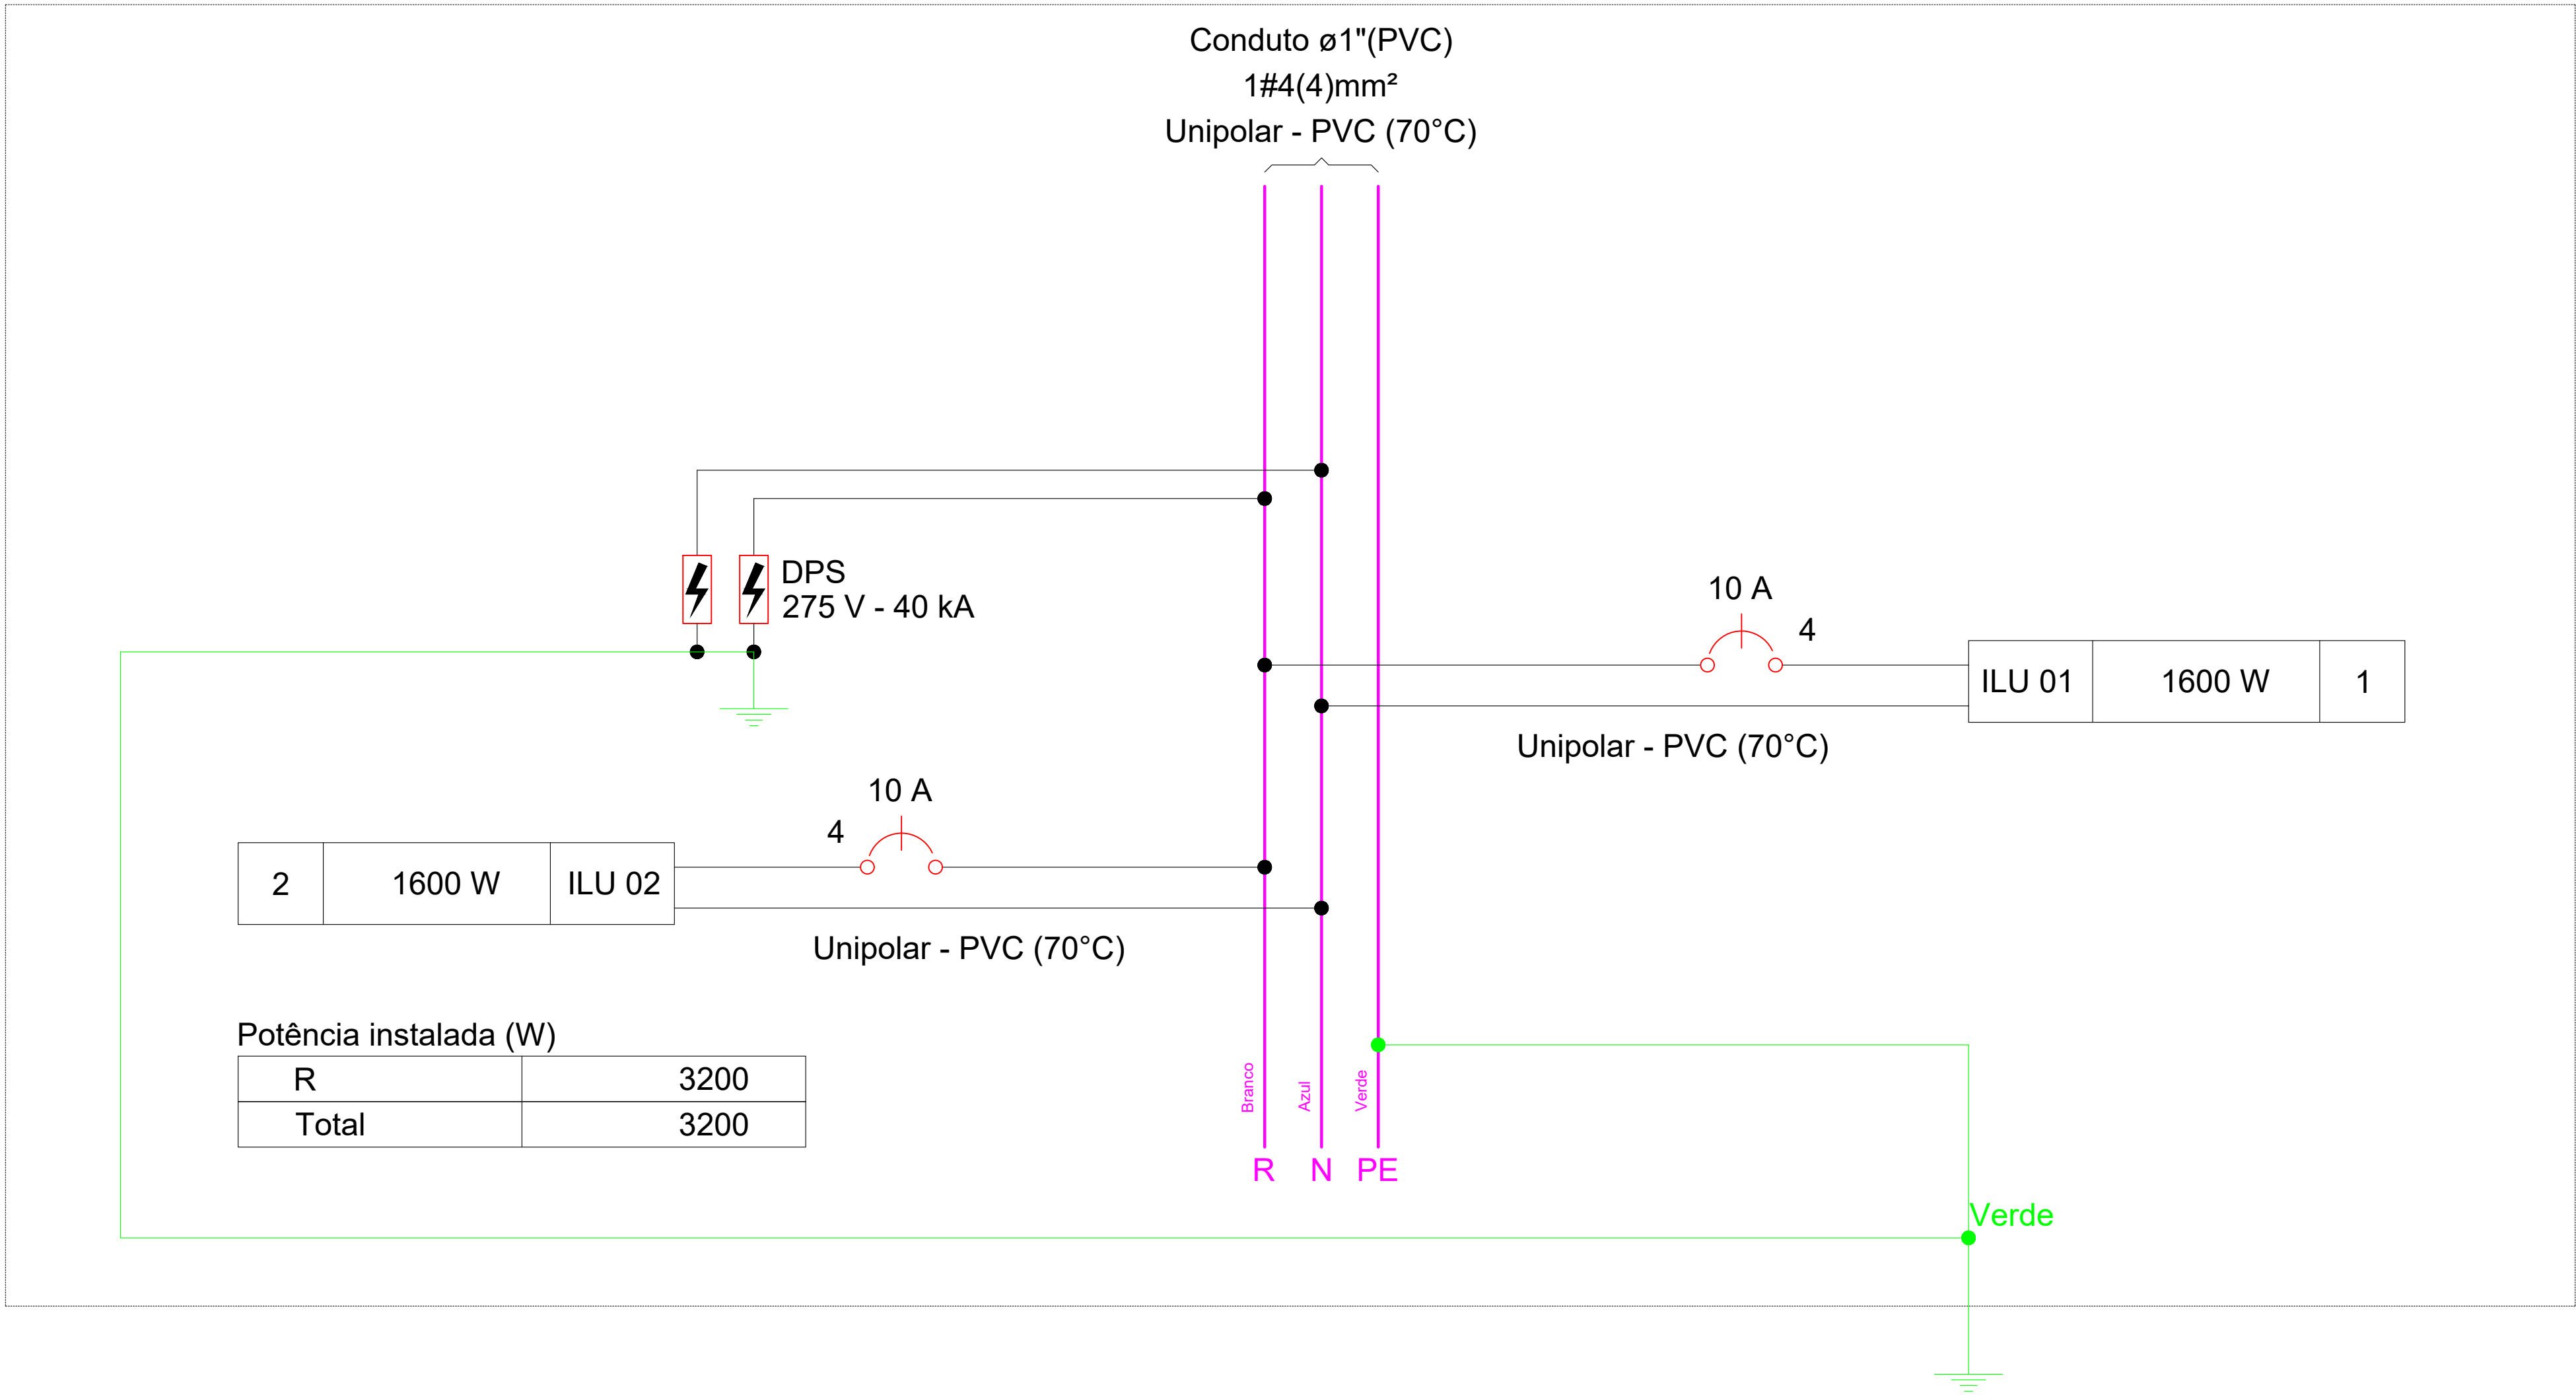 Conduto ø1"(PVC)
1#4(4)mm²
Unipolar - PVC (70°C)
DPS
275 V - 40 kA
10 A
4
ILU 01 1600 W 1
Unipolar - PVC (70°C)
10 A
4
2 1600 W ILU 02
Unipolar - PVC (70°C)
Potência instalada (W)
R 3200
Total 3200
Branco
Azul
Verde
R N PE
Verde